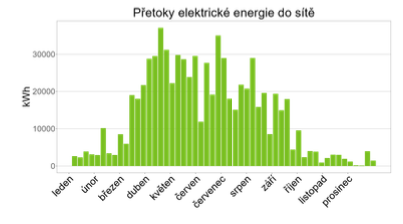 Přetoky elektrické energie do sítě
kWh
30000
20000
10000
0
leden
únor
březen
duben
květen
červen
červenec
srpen
září
říjen
listopad
prosinec